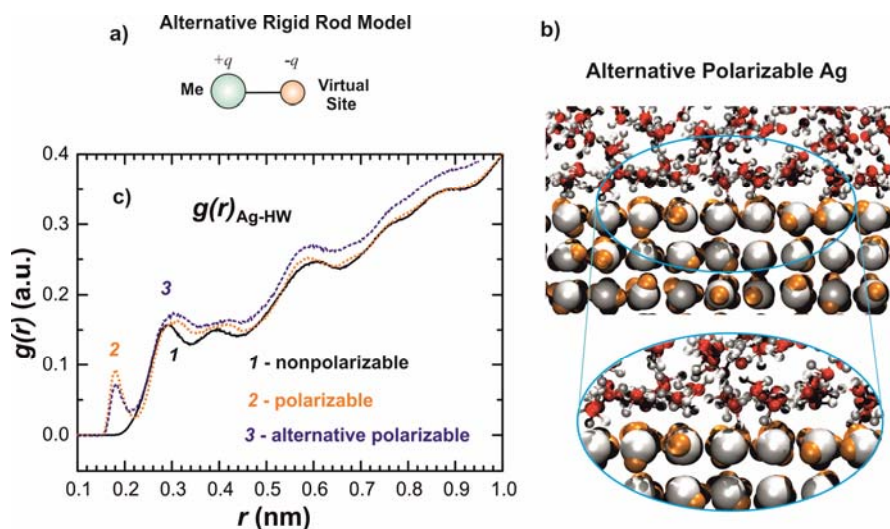 Alternative Rigid Rod Model
a)
+q
-q
Me
Virtual
Site
b)
Alternative Polarizable Ag
c)
g(r)Ag-HW
3
2
1
1 - nonpolarizable
2 - polarizable
3 - alternative polarizable
g(r) (a.u.)
0.4
0.3
0.2
0.1
0.0
0.1 0.2 0.3 0.4 0.5 0.6 0.7 0.8 0.9 1.0
r (nm)